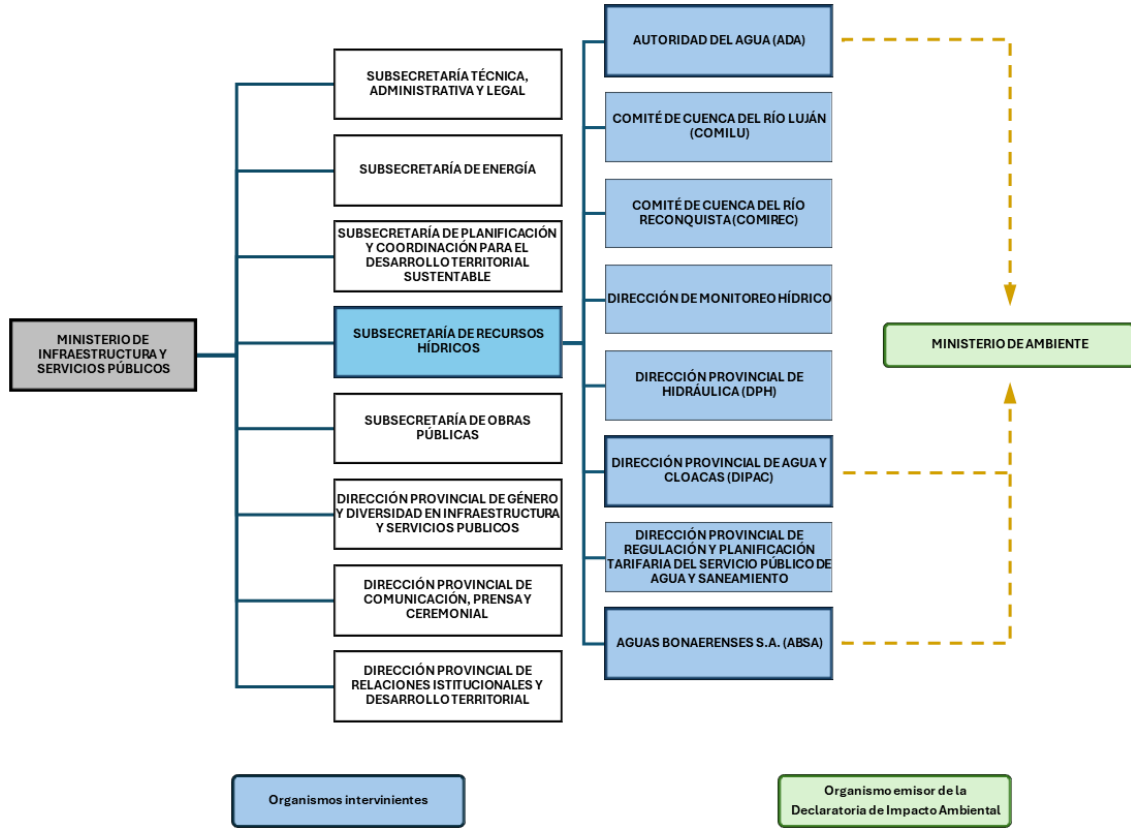 MINISTERIO DE
INFRAESTRUCTURA Y
SERVICIOS PÚBLICOS
SUBSECRETARÍA TÉCNICA,
ADMINISTRATIVA Y LEGAL
SUBSECRETARÍA DE ENERGÍA
SUBSECRETARÍA DE PLANIFICACIÓN
Y COORDINACIÓN PARA EL
DESARROLLO TERRITORIAL
SUSTENTABLE
SUBSECRETARÍA DE RECURSOS
HÍDRICOS
SUBSECRETARÍA DE OBRAS
PÚBLICAS
DIRECCIÓN PROVINCIAL DE GÉNERO
Y DIVERSIDAD EN INFRAESTRUCTURA
Y SERVICIOS PUBLICOS
DIRECCIÓN PROVINCIAL DE
COMUNICACIÓN, PRENSA Y
CEREMONIAL
DIRECCIÓN PROVINCIAL DE
RELACIONES ISTITUCIONALES Y
DESARROLLO TERRITORIAL
AUTORIDAD DEL AGUA (ADA)
COMITÉ DE CUENCA DEL RÍO LUJÁN
(COMILU)
COMITÉ DE CUENCA DEL RÍO
RECONQUISTA (COMIREC)
DIRECCIÓN DE MONITOREO HÍDRICO
DIRECCIÓN PROVINCIAL DE
HIDRÁULICA (DPH)
DIRECCIÓN PROVINCIAL DE AGUA Y
CLOACAS (DIPAC)
DIRECCIÓN PROVINCIAL DE
REGULACIÓN Y PLANIFICACIÓN
TARIFARIA DEL SERVICIO PÚBLICO DE
AGUA Y SANEAMIENTO
AGUAS BONAERENSES S.A. (ABSA)
MINISTERIO DE AMBIENTE
Organismos intervinientes
Organismo emisor de la
Declaratoria de Impacto Ambiental